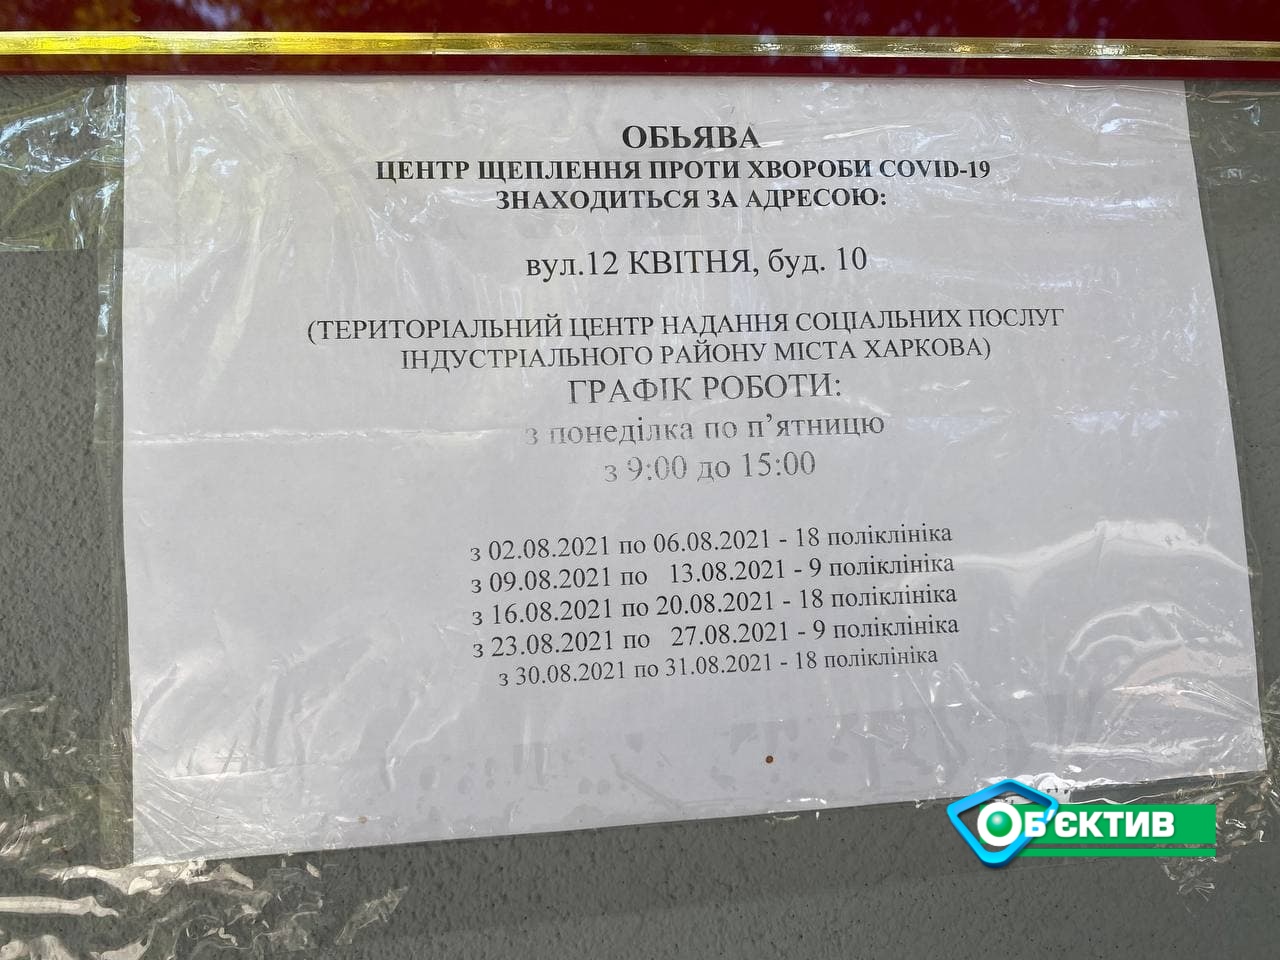 ОБЬЯВА
ЦЕНТР ЩЕПЛЕННЯ ПРОТИ ХВОРОБИ COVID-19
ЗНАХОДИТЬСЯ ЗА АДРЕСОЮ:
вул.12 КВІТНЯ, буд. 10
(ТЕРИТОРІАЛЬНИЙ ЦЕНТР НАДАННЯ СОЦІАЛЬНИХ ПОСЛУГ
ІНДУСТРІАЛЬНОГО РАЙОНУ МІСТА ХАРКОВА)
ГРАФІК РОБОТИ:
з понеділка по п’ятницю
з 9:00 до 15:00
з 02.08.2021 по 06.08.2021 - 18 поліклініка
з 09.08.2021 по 13.08.2021 - 9 поліклініка
з 16.08.2021 по 20.08.2021 - 18 поліклініка
з 23.08.2021 по 27.08.2021 - 9 поліклініка
з 30.08.2021 по 31.08.2021 - 18 поліклініка
ОБ'ЄКТИВ